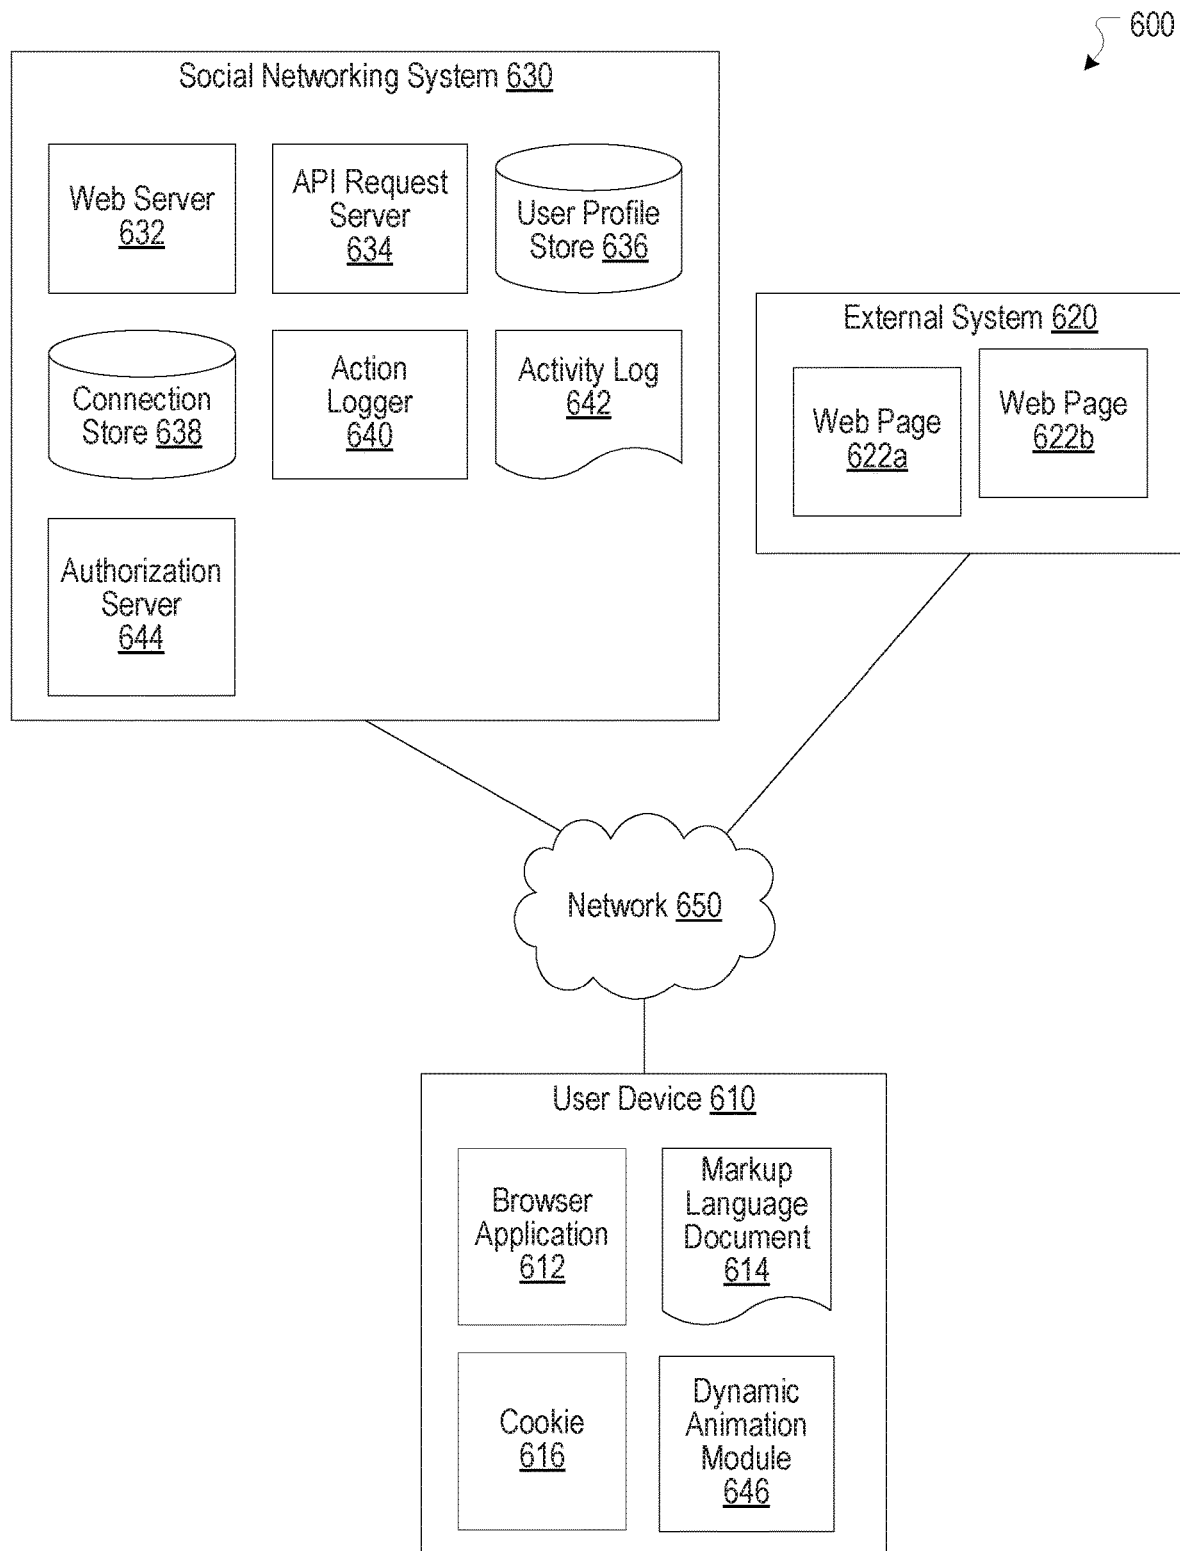 600
Social Networking System 630
Web Server
632
API Request
Server
634
User Profile
Store 636
Connection
Store 638
Action
Logger
640
Activity Log
642
Authorization
Server
644
External System 620
Web Page
622a
Web Page
622b
Network 650
User Device 610
Browser
Application
612
Markup
Language
Document
614
Cookie
616
Dynamic
Animation
Module
646